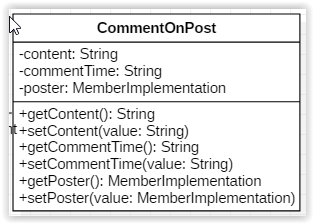 CommentOnPost
-content: String
-commentTime: String
-poster: MemberImplementation
+getContent(): String
+setContent(value: String)
+getCommentTime(): String
+setCommentTime(value: String)
+getPoster(): MemberImplementation
+setPoster(value: MemberImplementation)